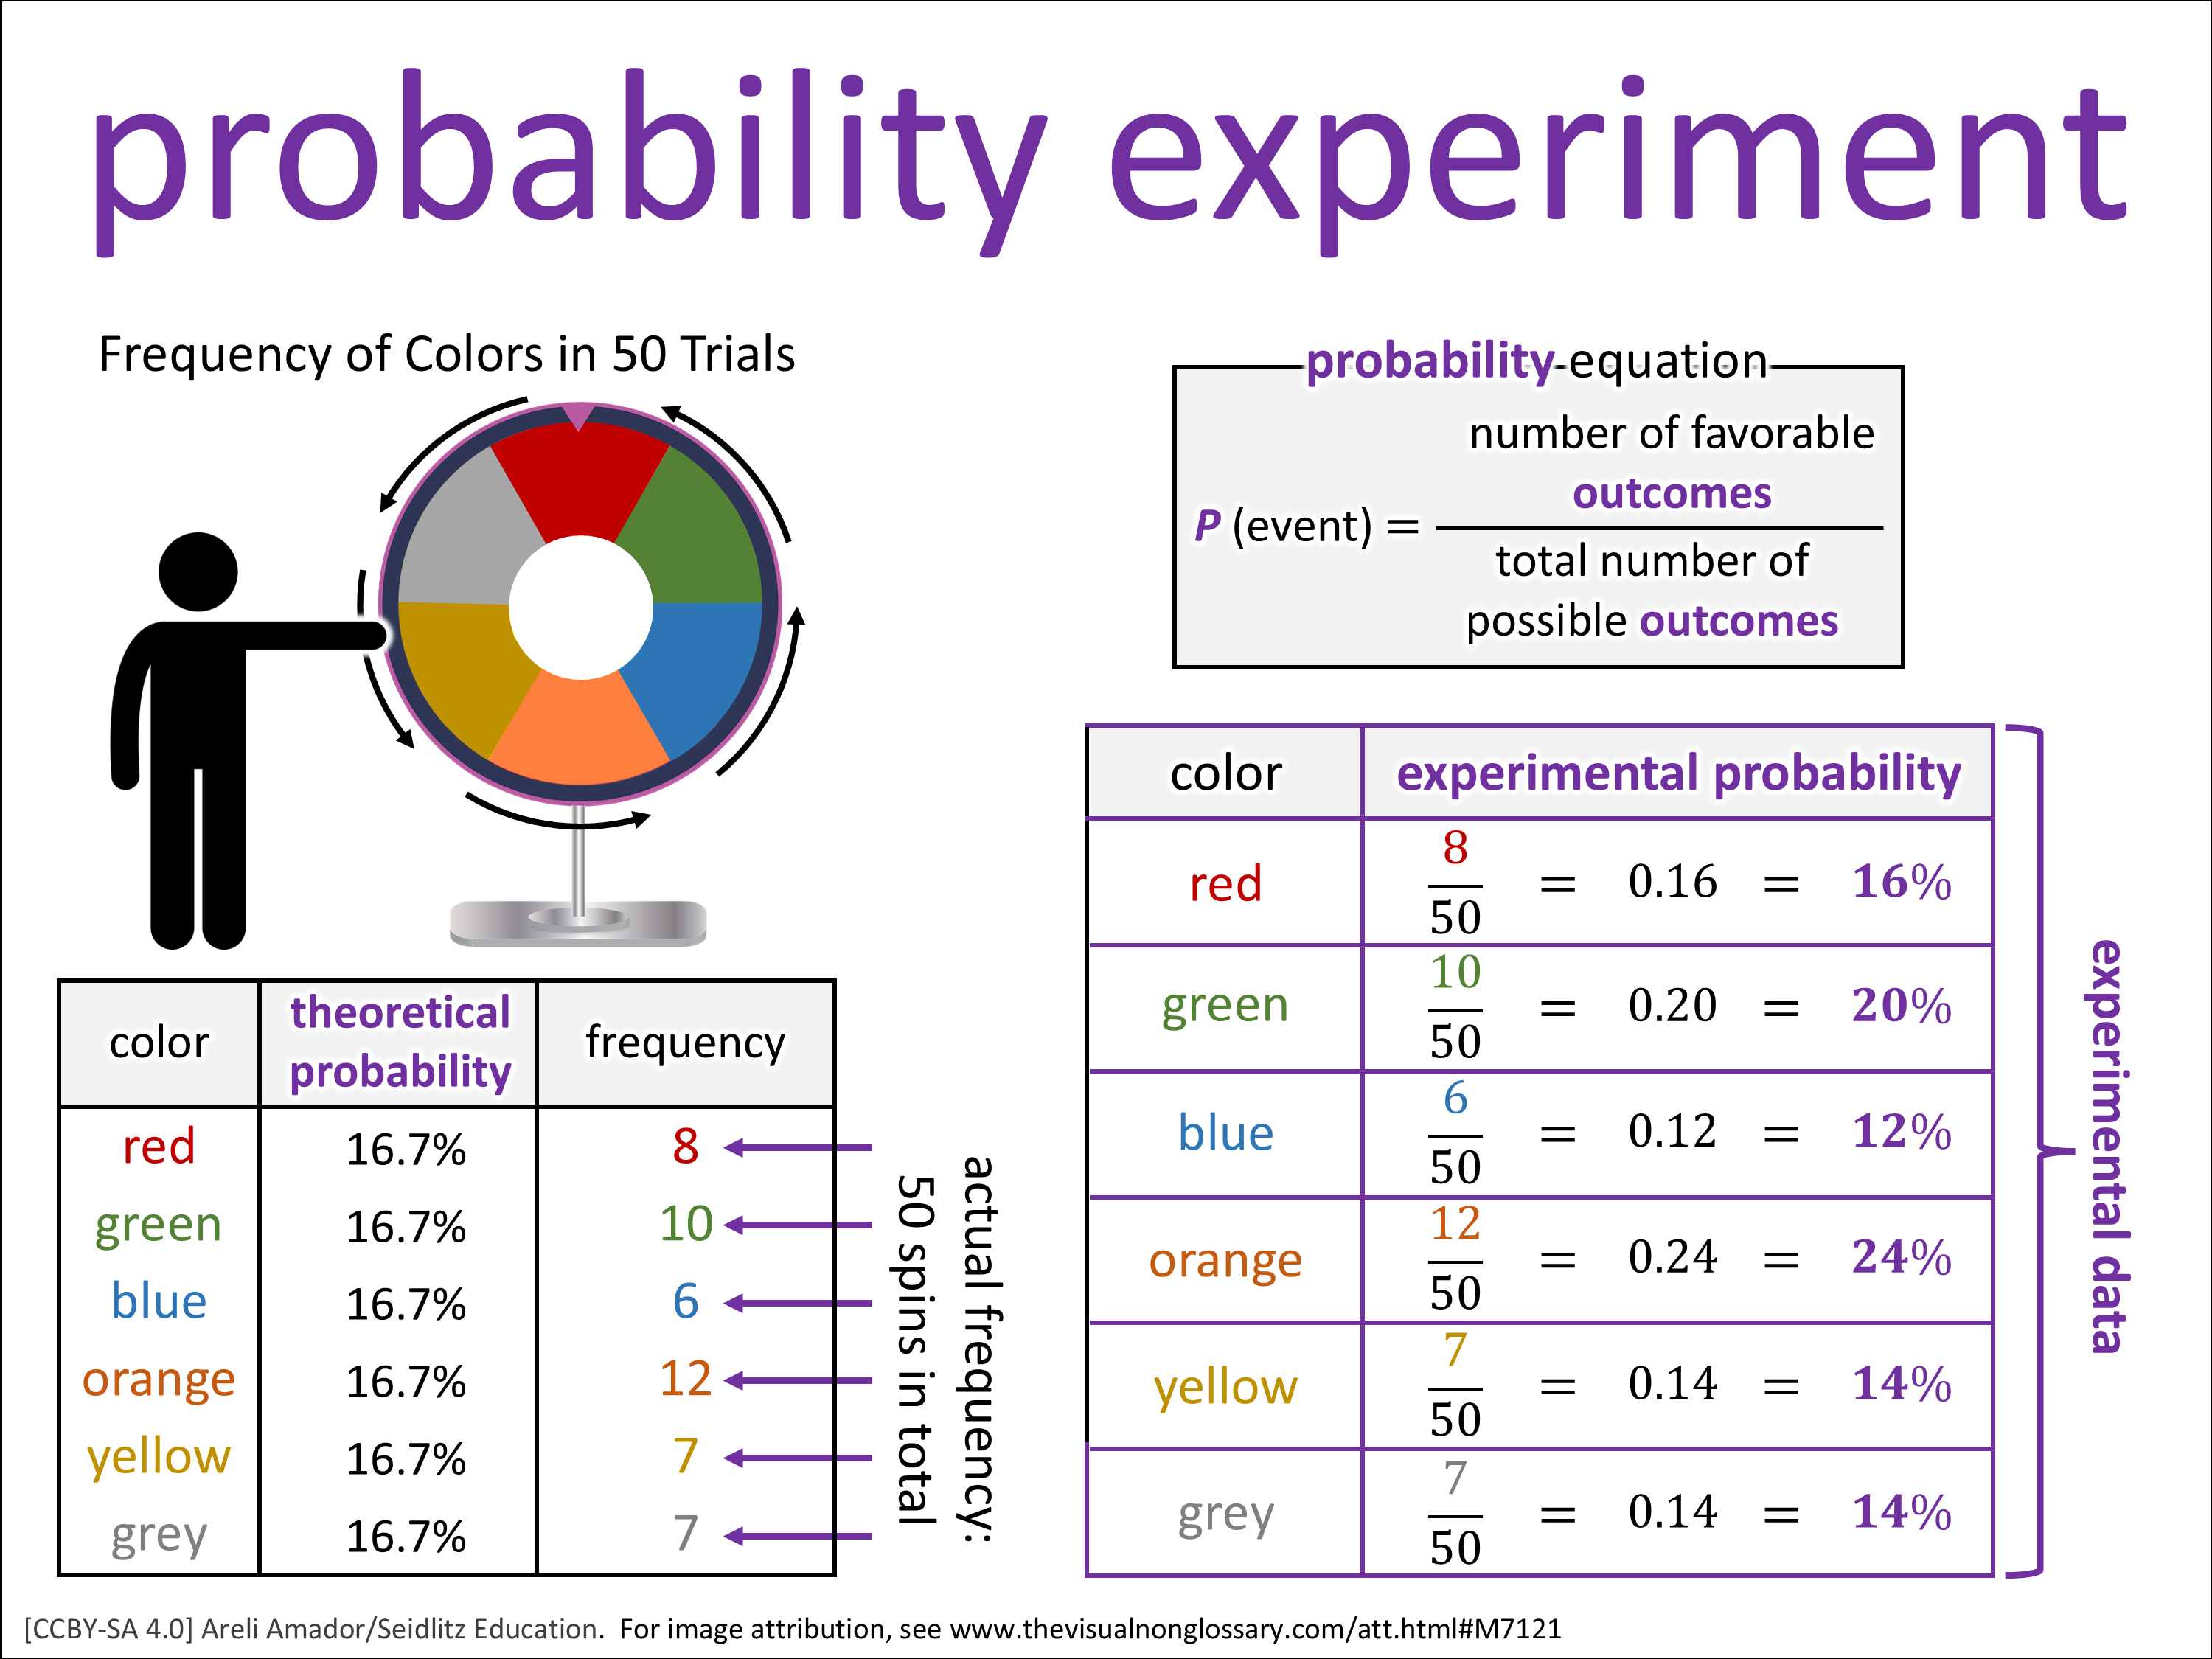 probability experiment
Frequency of Colors in 50 Trials
probability equation
P (event) = number of favorable outcomes / total number of possible outcomes
color theoretical probability frequency
red 16.7% 8
green 16.7% 10
blue 16.7% 6
orange 16.7% 12
yellow 16.7% 7
grey 16.7% 7
actual frequency:
50 spins in total
color experimental probability
red 8/50 = 0.16 = 16%
green 10/50 = 0.20 = 20%
blue 6/50 = 0.12 = 12%
orange 12/50 = 0.24 = 24%
yellow 7/50 = 0.14 = 14%
grey 7/50 = 0.14 = 14%
experimental data
[CCBY-SA 4.0] Areli Amador/Seidlitz Education. For image attribution, see www.thevisualnonglossary.com/att.html#M7121